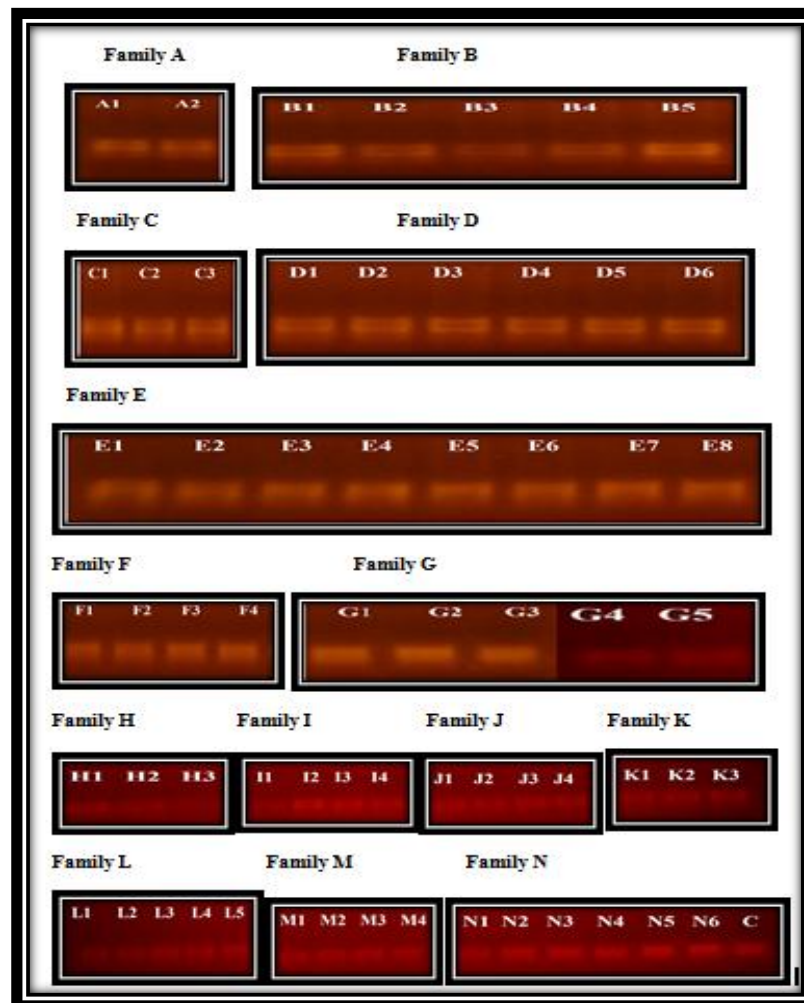 Family A Family B
A1 A2 B1 B2 B3 B4 B5
Family C Family D
C1 C2 C3 D1 D2 D3 D4 D5 D6
Family E
E1 E2 E3 E4 E5 E6 E7 E8
Family F Family G
F1 F2 F3 F4 G1 G2 G3 G4 G5
Family H Family I Family J Family K
H1 H2 H3 I1 I2 I3 I4 J1 J2 J3 J4 K1 K2 K3
Family L Family M Family N
L1 L2 L3 L4 L5 M1 M2 M3 M4 N1 N2 N3 N4 N5 N6 C